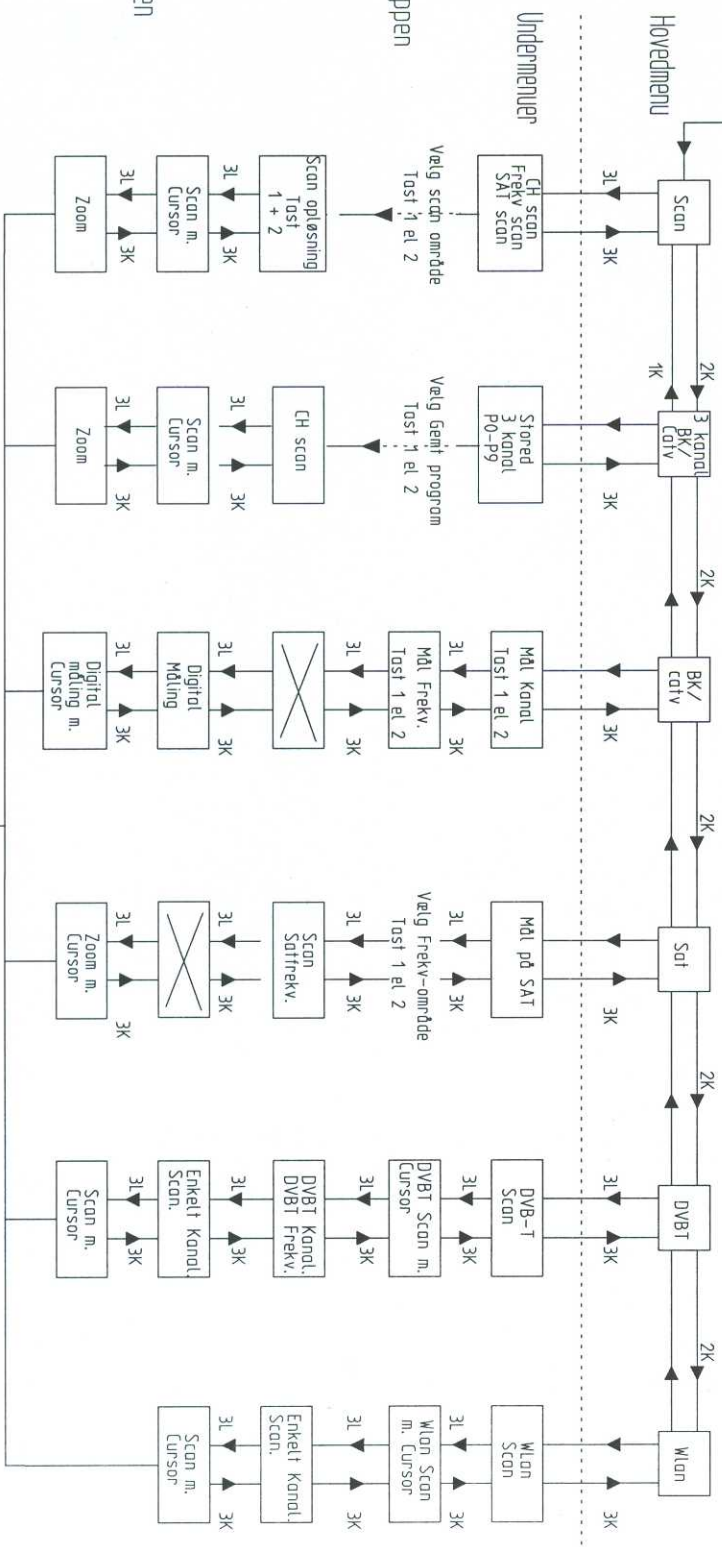 Hovedmenu
Scan
2K
1K
3 kanal
BK/
Catv
2K
BK/
catv
2K
Sat
2K
DVBT
2K
Wlan
Undermenuer
3L
3K
CH scan
Frekv scan
SAT scan
Vælg scan område
Tast 1 el 2
Scan opløsning
Tast
1 + 2
3L
3K
Scan m.
Cursor
3L
3K
Zoom
3K
Stored
3 kanal
P0-P9
Vælg Gemt program
Tast 1 el 2
CH scan
3L
3K
Scan m.
Cursor
3L
3K
Zoom
3K
Mål Kanal
Tast 1 el 2
3L
3K
Mål Frekv.
Tast 1 el 2
3L
3K
3L
3K
Digital
Måling
3L
3K
Digital
måling m.
Cursor
3K
Mål på SAT
3L
3K
Vælg Frekv-område
Tast 1 el 2
3L
3K
Scan
Satfrekv.
3L
3K
3L
3K
Zoom m.
Cursor
3L
3K
DVB-T
Scan
3L
3K
DVBT Scan m.
Cursor
3L
3K
DVBT Kanal.
DVBT Frekv.
3L
3K
Enkelt Kanal.
Scan.
3L
3K
Scan m.
Cursor
3K
WLan
Scan
3L
3K
Wlan Scan
m. Cursor
3L
3K
Enkelt Kanal.
Scan.
3L
3K
Scan m.
Cursor
ppen
en